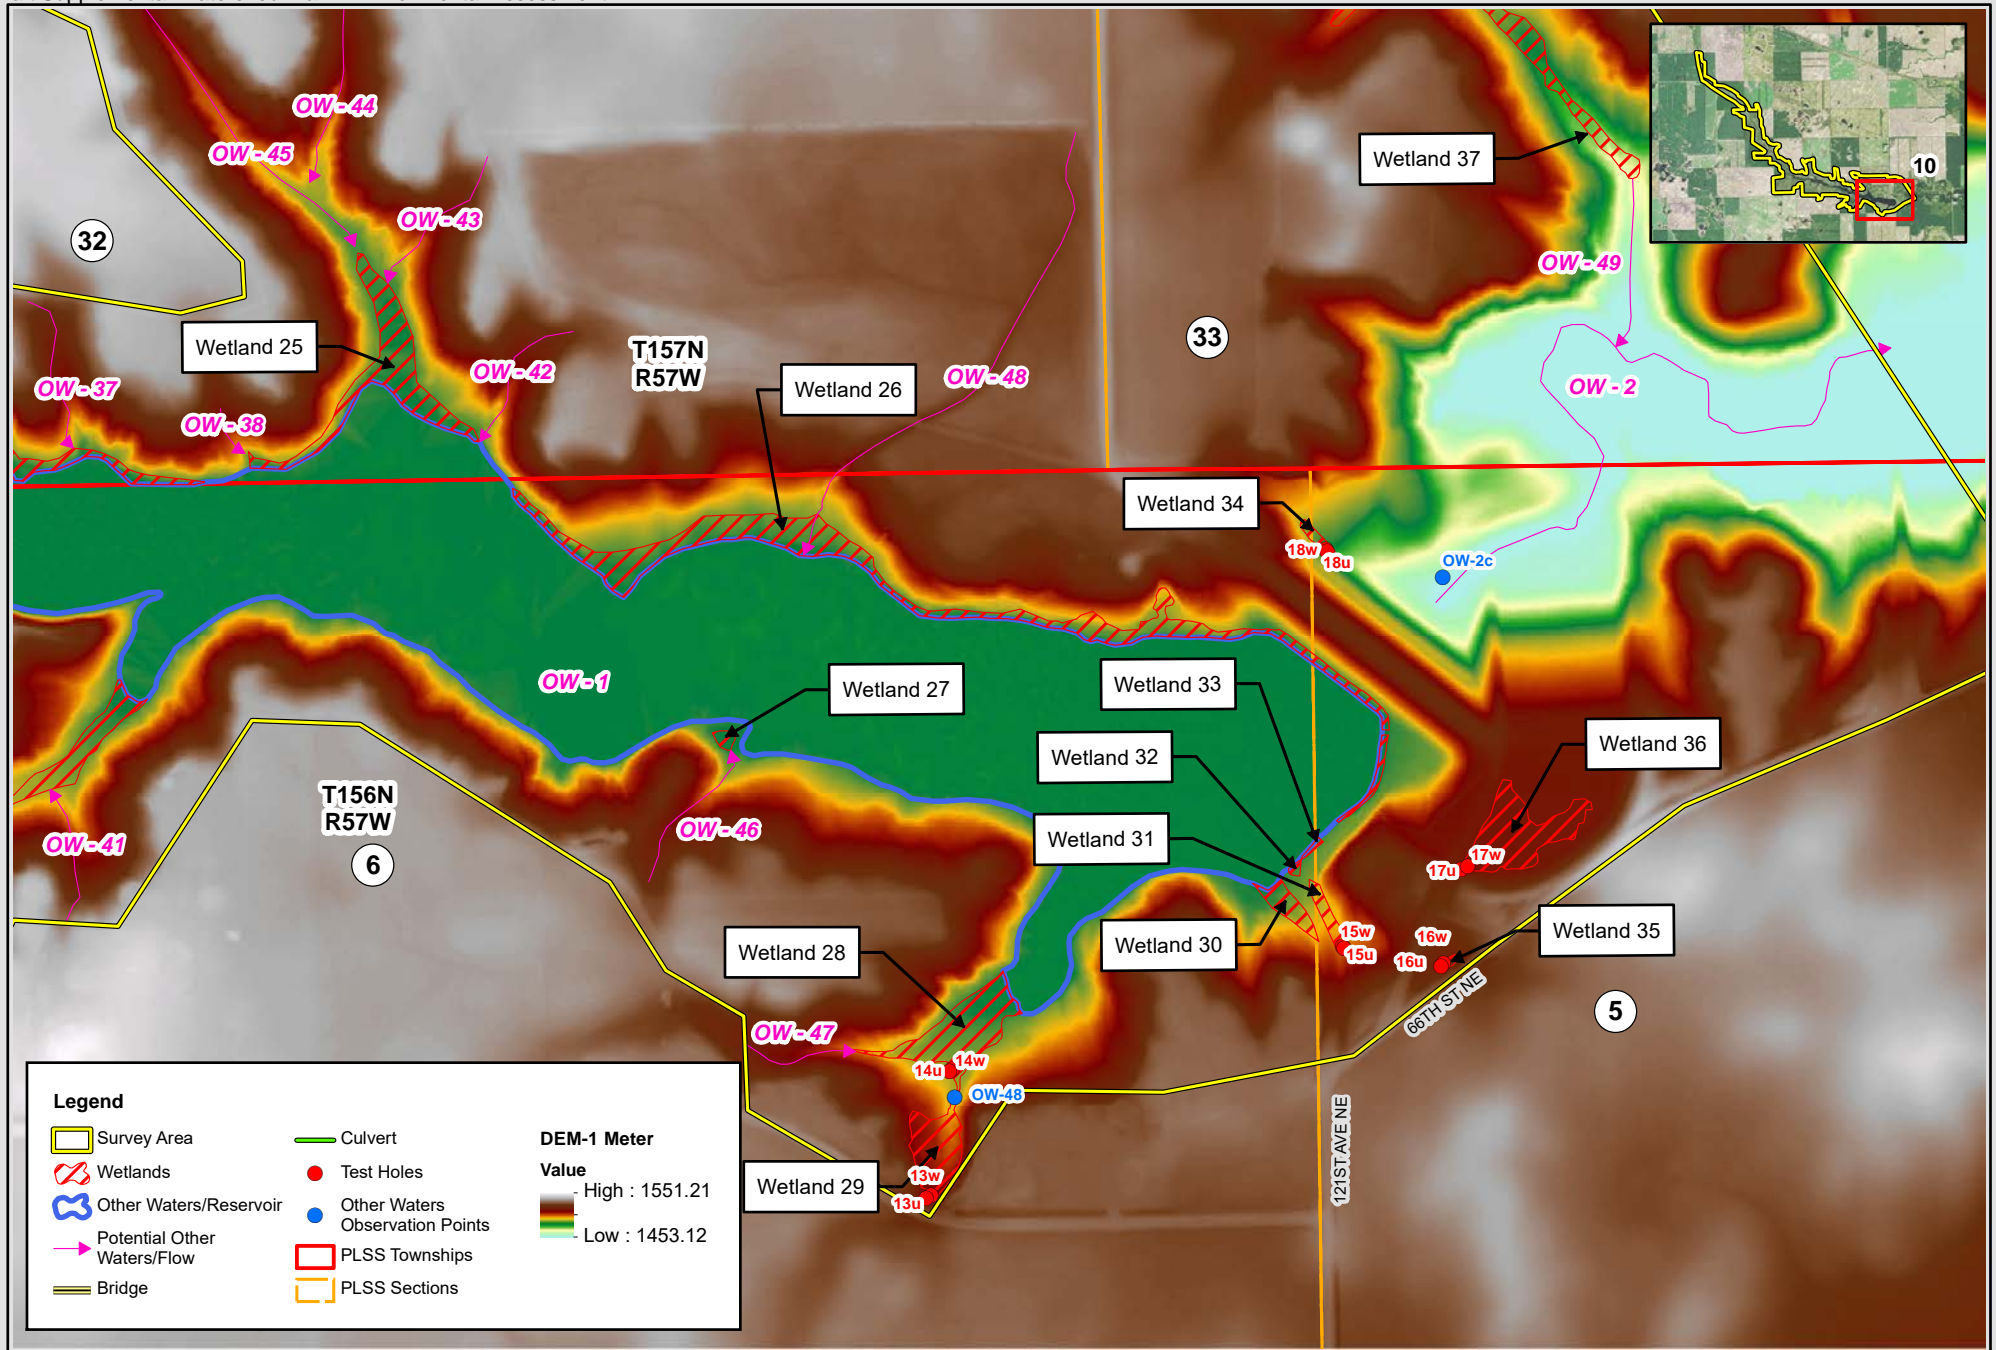 OW - 44
OW - 45
OW - 43
32
Wetland 25
OW - 37
OW - 38
OW - 42
T157N
R57W
Wetland 26
OW - 48
33
Wetland 37
10
OW - 49
OW - 2
Wetland 34
18w
18u
OW-2c
OW - 1
Wetland 27
Wetland 33
Wetland 32
Wetland 36
T156N
R57W
6
OW - 41
OW - 46
Wetland 31
17w
17u
Wetland 28
Wetland 30
15w
15u
16w
16u
Wetland 35
66TH ST NE
5
OW - 47
14u
14w
OW-48
121ST AVE NE
Wetland 29
13w
13u
Legend
Survey Area
Wetlands
Other Waters/Reservoir
Potential Other
Waters/Flow
Bridge
Culvert
Test Holes
Other Waters
Observation Points
PLSS Townships
PLSS Sections
DEM-1 Meter
Value
High : 1551.21
Low : 1453.12